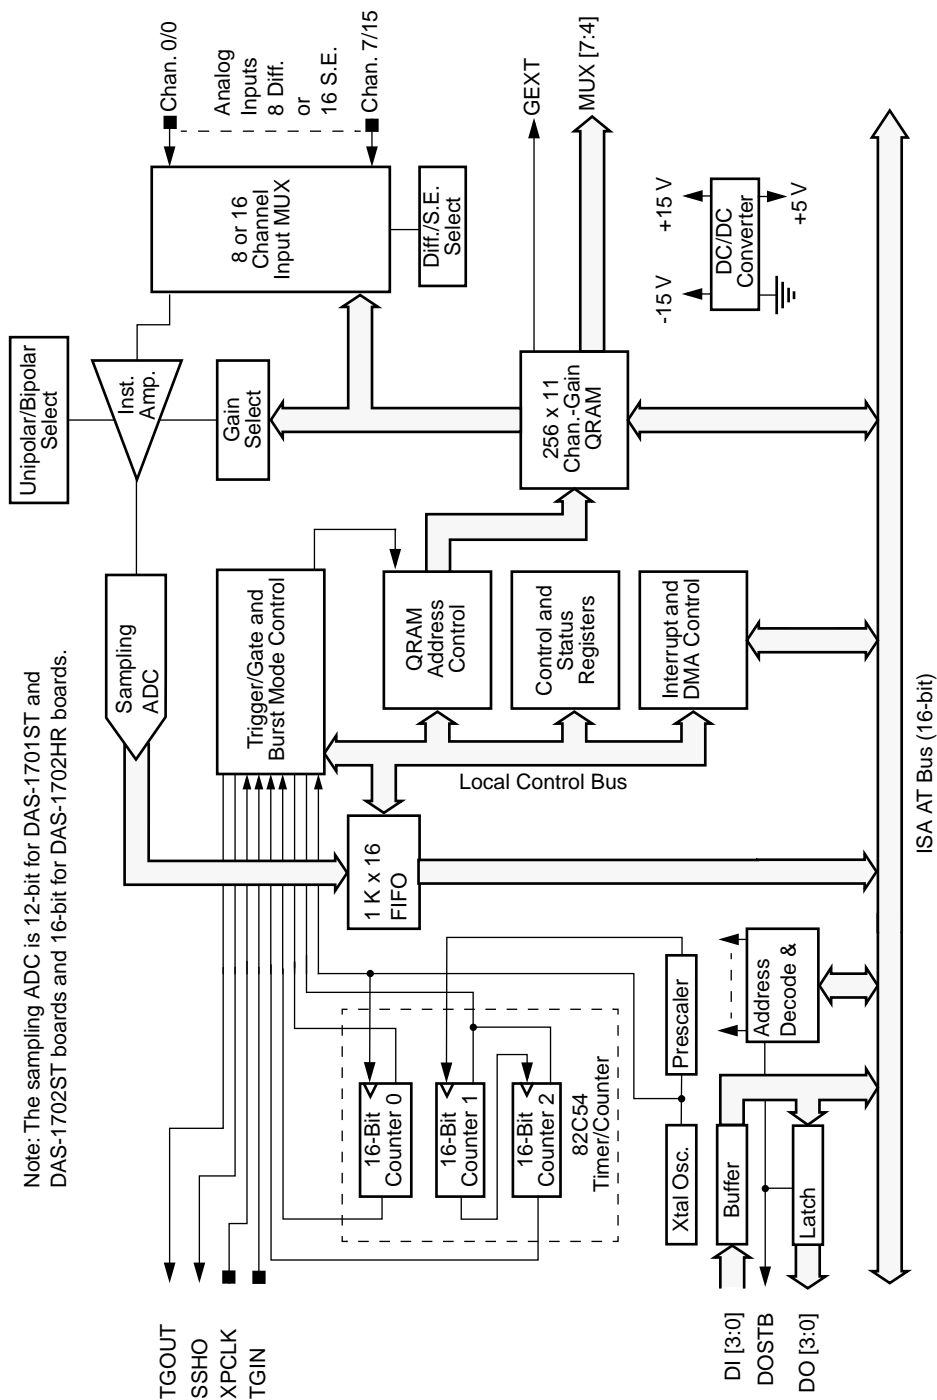 Note: The sampling ADC is 12-bit for DAS-1701ST and
DAS-1702ST boards and 16-bit for DAS-1702HR boards.
TGOUT
SSHO
XPCLK
TGIN
Sampling
ADC
Unipolar/Bipolar
Select
Inst.
Amp.
Gain
Select
8 or 16
Channel
Input MUX
Diff./S.E.
Select
Chan. 0/0
Analog
Inputs
8 Diff.
or
16 S.E.
Chan. 7/15
Trigger/Gate and
Burst Mode Control
16-Bit
Counter 0
16-Bit
Counter 1
16-Bit
Counter 2
82C54
Timer/Counter
1 K x 16
FIFO
Local Control Bus
QRAM
Address
Control
Control and
Status
Registers
Interrupt and
DMA Control
256 x 11
Chan.-Gain
QRAM
GEXT
MUX [7:4]
-15 V
+15 V
DC/DC
Converter
+5 V
Xtal Osc.
Prescaler
Buffer
Address
Decode &
Latch
DI [3:0]
DOSTB
DO [3:0]
ISA AT Bus (16-bit)